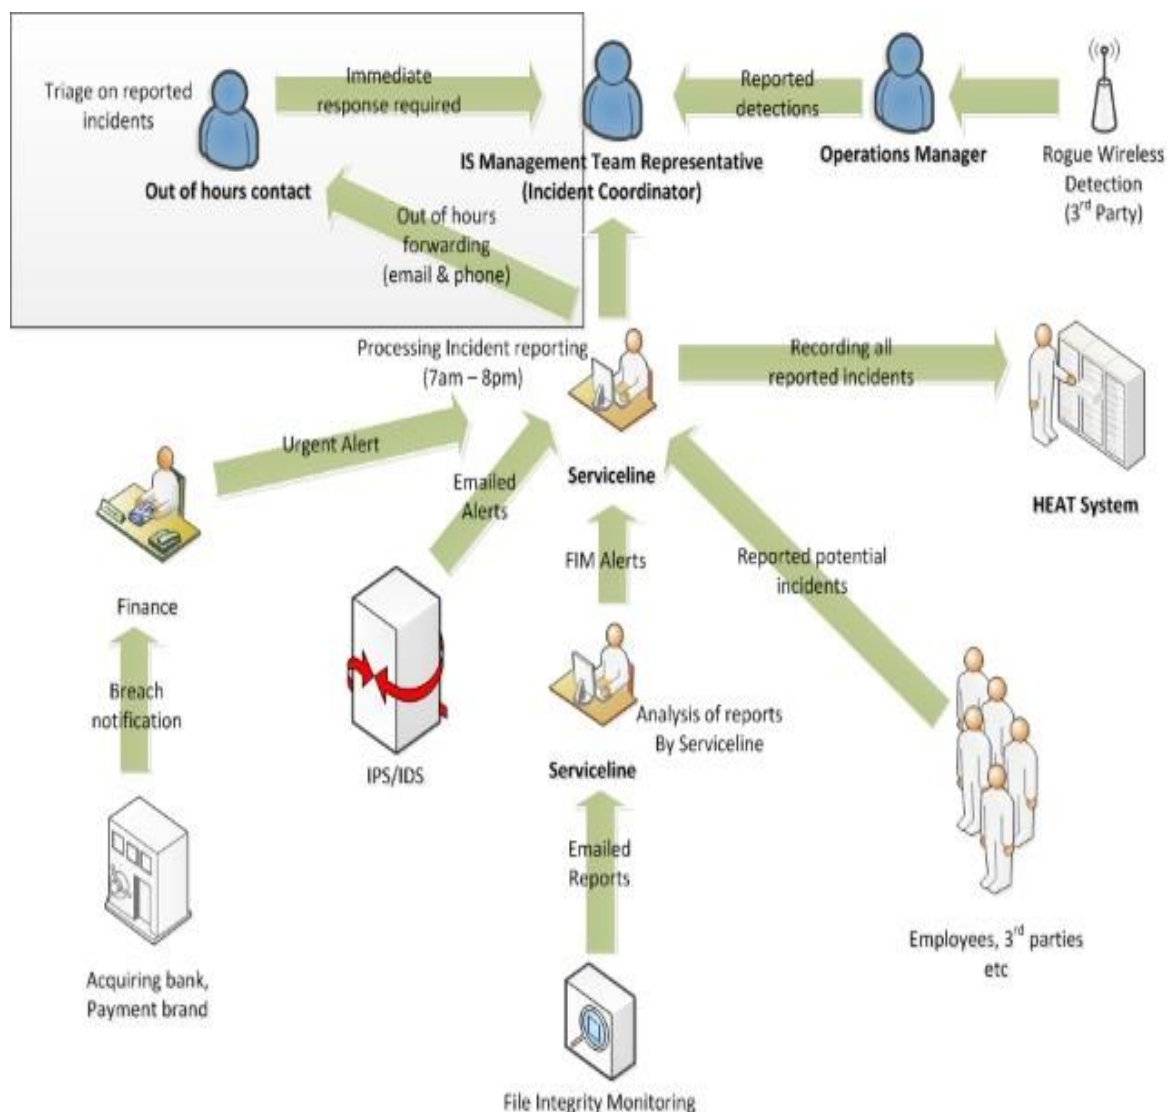 Triage on reported
incidents
Immediate
response required
Reported
detections
Out of hours contact
IS Management Team Representative
(Incident Coordinator)
Operations Manager
Rogue Wireless
Detection
(3rd Party)
Out of hours
forwarding
(email & phone)
Processing Incident reporting
(7am – 8pm)
Recording all
reported incidents
Urgent Alert
Emailed
Alerts
Serviceline
HEAT System
FIM Alerts
Reported potential
incidents
Finance
Breach
notification
IPS/IDS
Analysis of reports
By Serviceline
Serviceline
Emailed
Reports
Employees, 3rd parties
etc
Acquiring bank,
Payment brand
File Integrity Monitoring